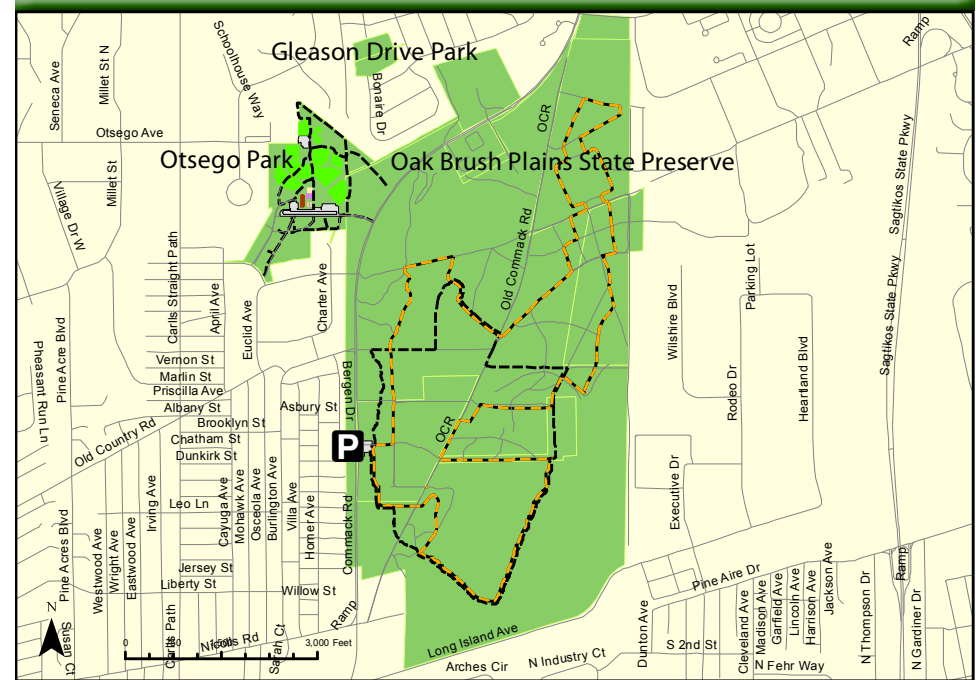 Ramp
Gleason Drive Park
Schoolhouse Way
Seneca Ave
Millet St N
Bonaire Dr
OCR
Otsego Ave
Otsego Park
Oak Brush Plains State Preserve
Sagtikos State Pkwy
Millet St
Village Dr W
Old Commack Rd
Carlls Straight Path
Parking Lot
April Ave
Charter Ave
Euclid Ave
Wilshire Blvd
Sagtikos State Pkwy
Pine Acre Blvd
Pheasant Run Ln
Vernon St
Marlin St
Priscilla Ave
Albany St
Bergen Dr
Rodeo Dr
Heartland Blvd
Asbury St
Brooklyn St
Old Country Rd
Chatham St
Dunkirk St
OCR
P
Executive Dr
Irving Ave
Leo Ln
Cayuga Ave
Mohawk Ave
Osceola Ave
Burlington Ave
Villa Ave
Homer Ave
Commack Rd
Pine Acres Blvd
Westwood Ave
Wright Ave
Eastwood Ave
Jersey St
Liberty St
Willow St
Pine Aire Dr
Ramp
Ramp
N
Susan Ct
Carlls Path
Nicolls Rd
Sarah Ct
0
3,000 Feet
Long Island Ave
Arches Cir
N Industry Ct
Dunton Ave
S 2nd St
Cleveland Ave
Madison Ave
Garfield Ave
Lincoln Ave
Harrison Ave
Jackson Ave
N Thompson Dr
N Gardiner Dr
N Fehr Way